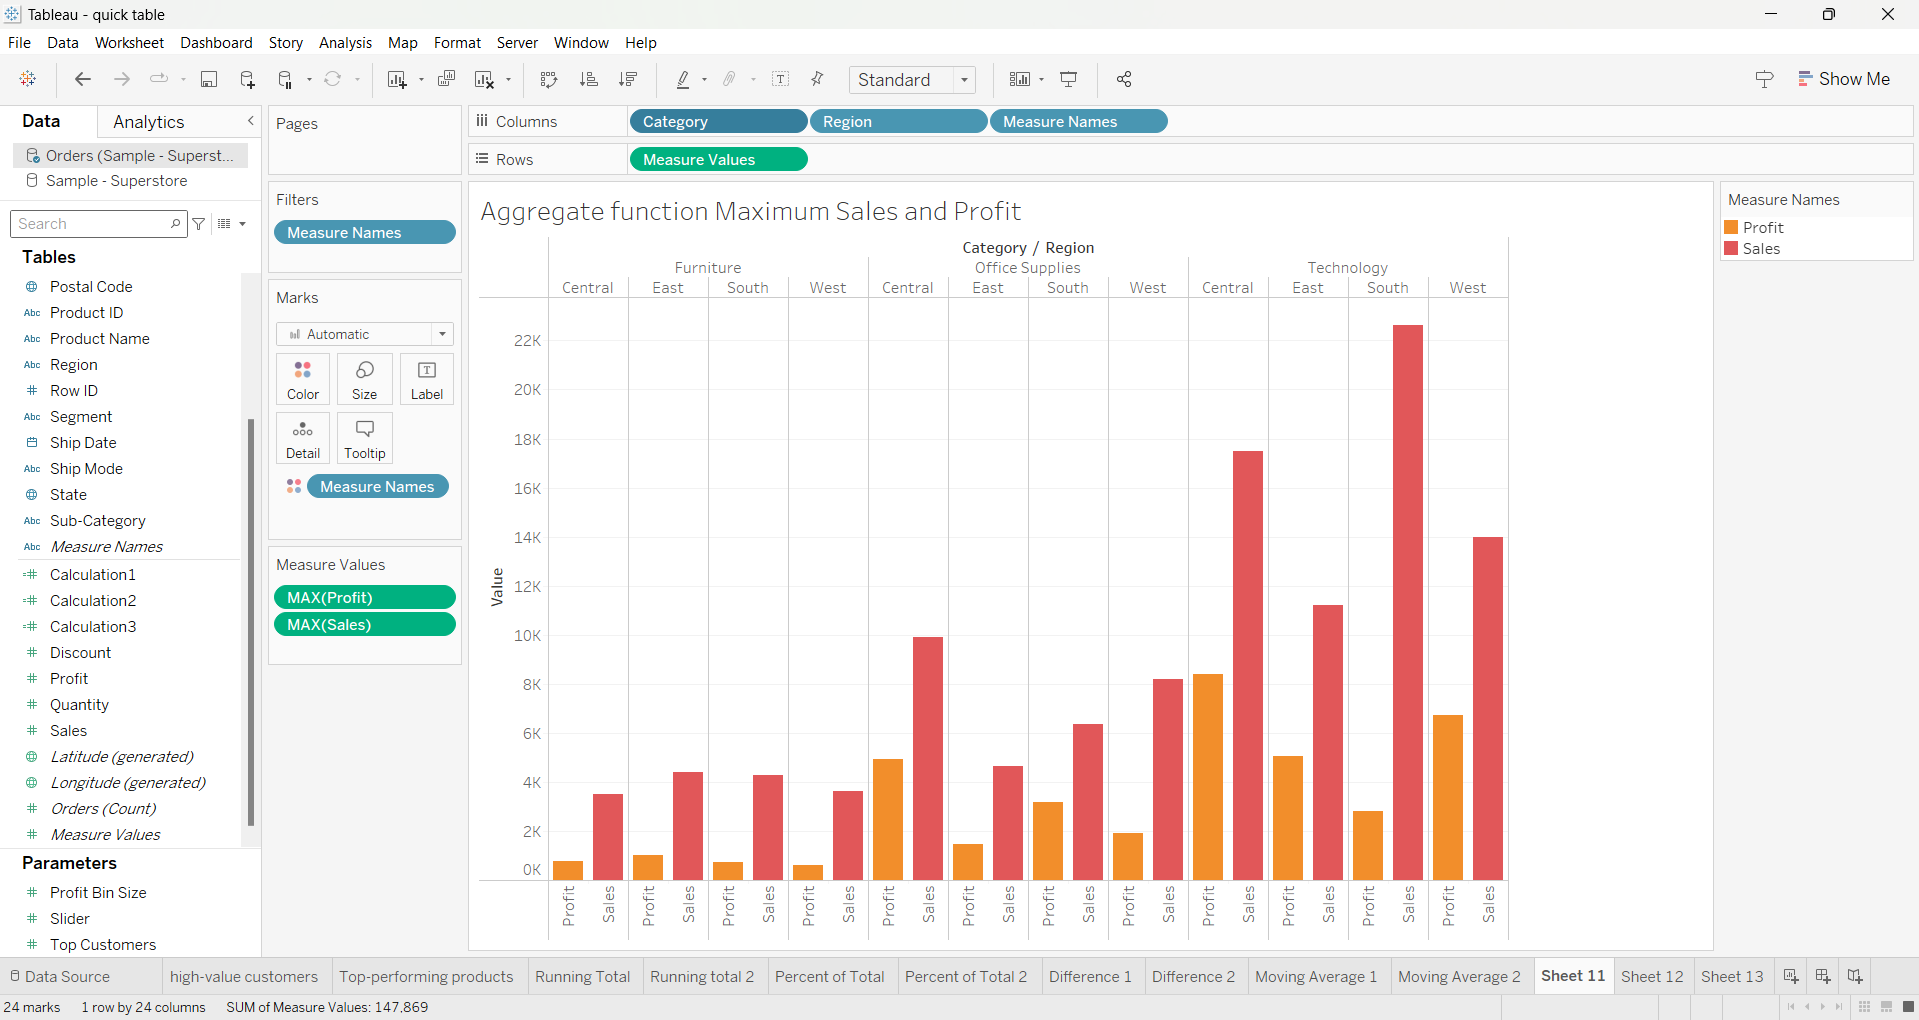 Tableau - quick table
File Data Worksheet Dashboard Story Analysis Map Format Server Window Help
Standard
Show Me
Data
Analytics
Orders (Sample - Superst...
Sample - Superstore
Search
Tables
Postal Code
Abc Product ID
Abc Product Name
Abc Region
# Row ID
Abc Segment
Ship Date
Abc Ship Mode
State
Abc Sub-Category
Abc Measure Names
=# Calculation1
=# Calculation2
=# Calculation3
# Discount
# Profit
# Quantity
# Sales
Latitude (generated)
Longitude (generated)
# Orders (Count)
# Measure Values
Parameters
# Profit Bin Size
# Slider
# Top Customers
Pages
Filters
Measure Names
Marks
Automatic
Color
Size
T
Label
Detail
Tooltip
Measure Names
Measure Values
MAX(Profit)
MAX(Sales)
Columns
Category
Region
Measure Names
Rows
Measure Values
Aggregate function Maximum Sales and Profit
Category / Region
Furniture Office Supplies Technology
Central East South West Central East South West Central East South West
22K
20K
18K
16K
14K
12K
10K
8K
6K
4K
2K
0K
Value
Profit Sales Profit Sales Profit Sales Profit Sales Profit Sales Profit Sales Profit Sales Profit Sales Profit Sales Profit Sales Profit Sales Profit Sales
Measure Names
Profit
Sales
Data Source high-value customers Top-performing products Running Total Running total 2 Percent of Total Percent of Total 2 Difference 1 Difference 2 Moving Average 1 Moving Average 2 Sheet 11 Sheet 12 Sheet 13
24 marks 1 row by 24 columns SUM of Measure Values: 147,869